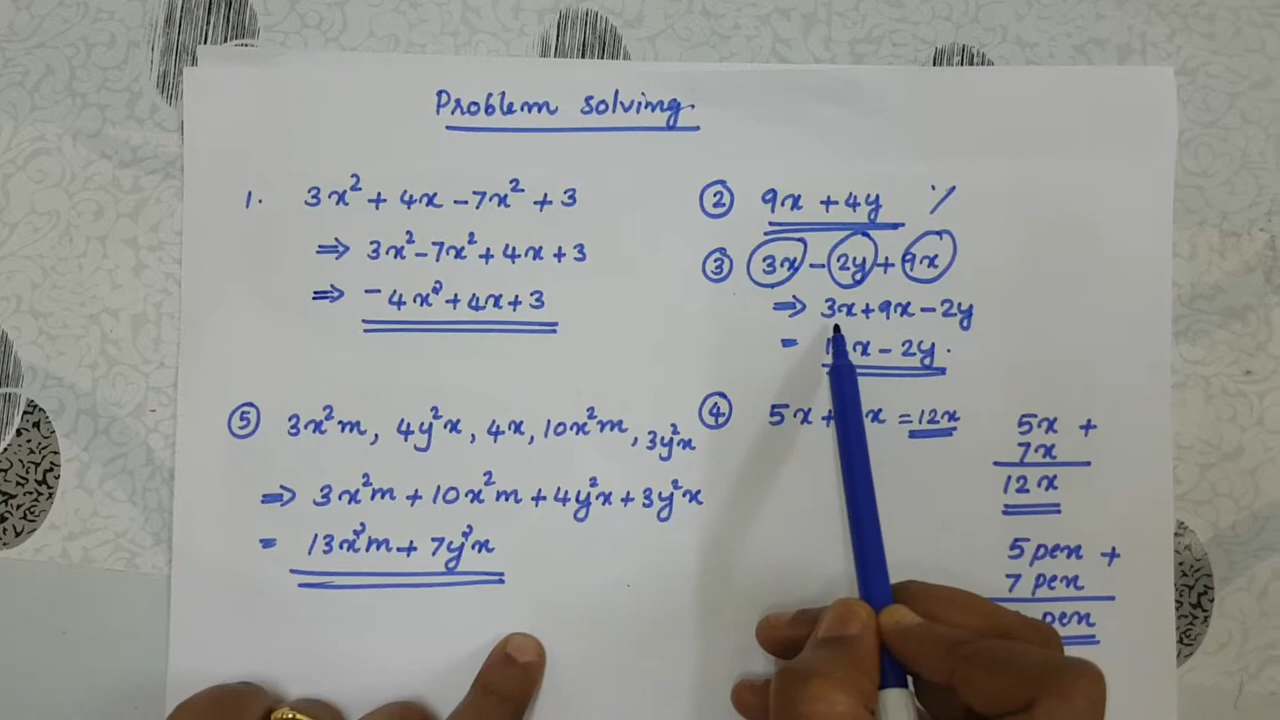 Problem solving.
1. 3x² + 4x - 7x² + 3
⇒ 3x² - 7x² + 4x + 3
⇒ -4x² + 4x + 3
② 9x + 4y
③ 3x - 2y + 9x
⇒ 3x + 9x - 2y
= x - 2y.
④ 5x + x = 12x
5x +
7x
12x
5 pen +
7 pen
pen
⑤ 3x²m, 4y²x, 4x, 10x²m, 3y²x
⇒ 3x²m + 10x²m + 4y²x + 3y²x
= 13x²m + 7y²x